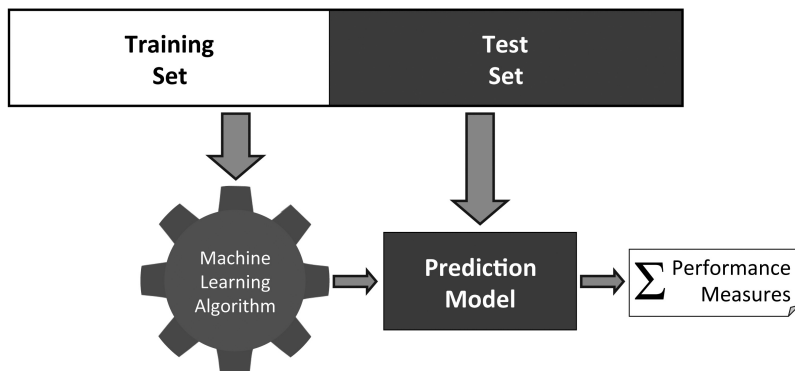 Training
Set
Test
Set
Machine
Learning
Algorithm
Prediction
Model
Σ Performance
Measures